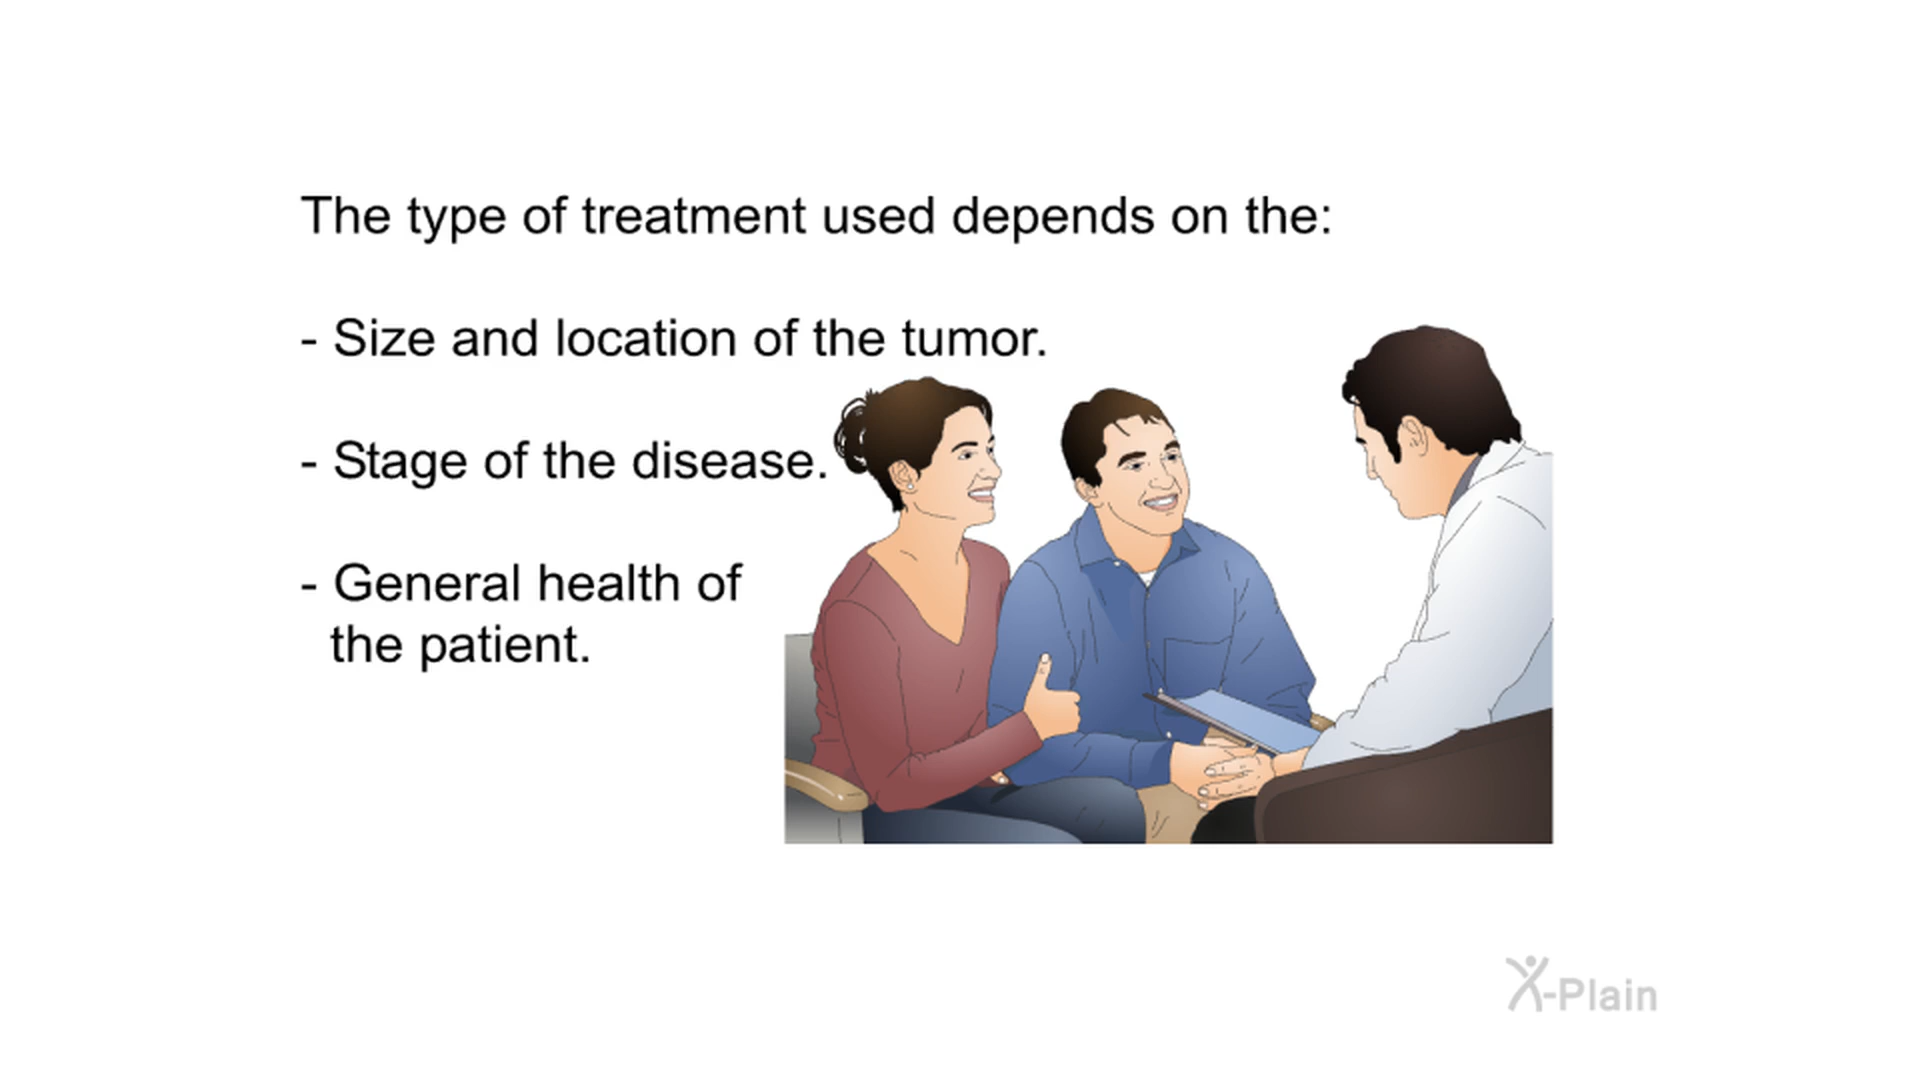 The type of treatment used depends on the:
- Size and location of the tumor.
- Stage of the disease.
- General health of
the patient.
X-Plain